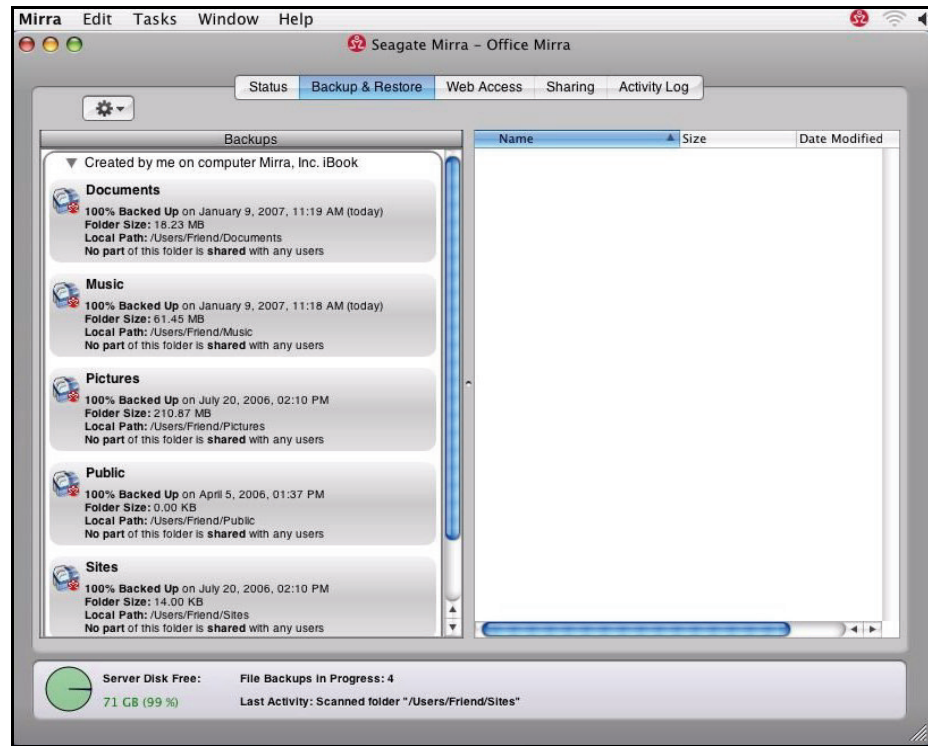 Mirra Edit Tasks Window Help
Seagate Mirra – Office Mirra
Status Backup & Restore Web Access Sharing Activity Log
Backups
Name Size Date Modified
Created by me on computer Mirra, Inc. iBook
Documents
100% Backed Up on January 9, 2007, 11:19 AM (today)
Folder Size: 18.23 MB
Local Path: /Users/Friend/Documents
No part of this folder is shared with any users
Music
100% Backed Up on January 9, 2007, 11:18 AM (today)
Folder Size: 61.45 MB
Local Path: /Users/Friend/Music
No part of this folder is shared with any users
Pictures
100% Backed Up on July 20, 2006, 02:10 PM
Folder Size: 210.87 MB
Local Path: /Users/Friend/Pictures
No part of this folder is shared with any users
Public
100% Backed Up on April 5, 2006, 01:37 PM
Folder Size: 0.00 KB
Local Path: /Users/Friend/Public
No part of this folder is shared with any users
Sites
100% Backed Up on July 20, 2006, 02:10 PM
Folder Size: 14.00 KB
Local Path: /Users/Friend/Sites
No part of this folder is shared with any users
Server Disk Free: File Backups in Progress: 4
71 GB (99 %) Last Activity: Scanned folder "/Users/Friend/Sites"